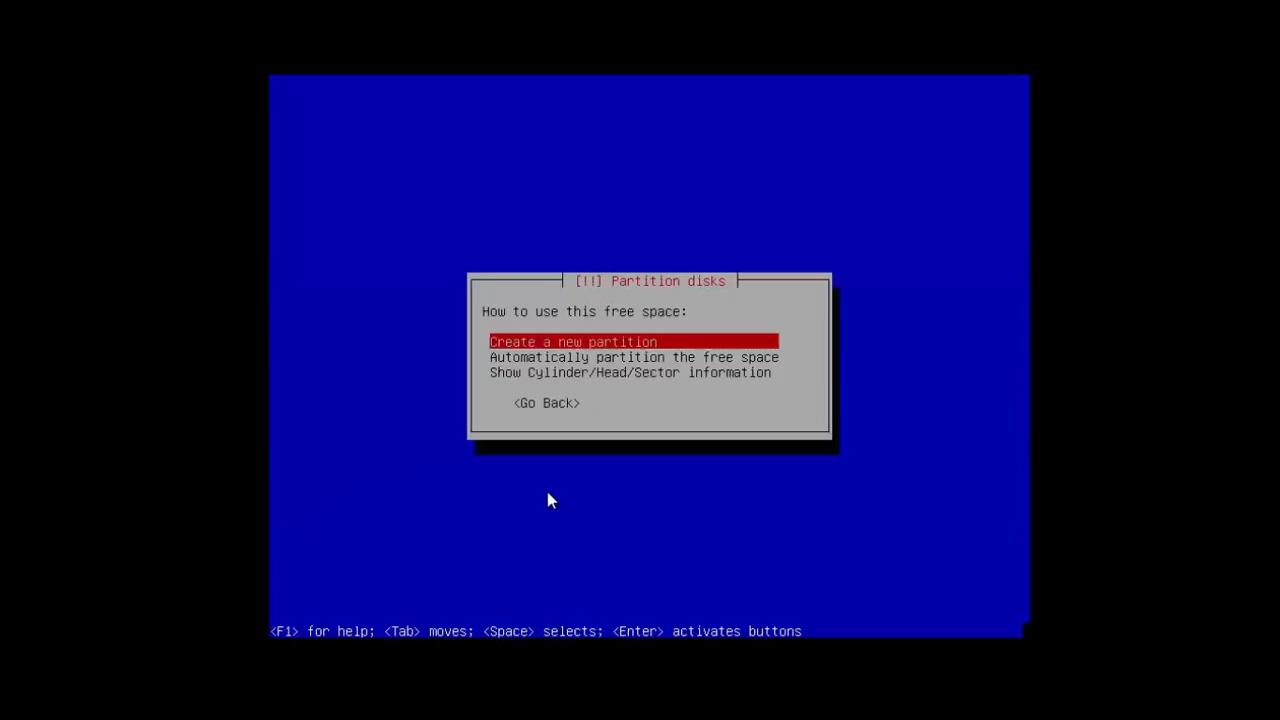 [!!] Partition disks
How to use this free space:
Create a new partition
Automatically partition the free space
Show Cylinder/Head/Sector information
<Go Back>
<F1> for help; <Tab> moves; <Space> selects; <Enter> activates buttons